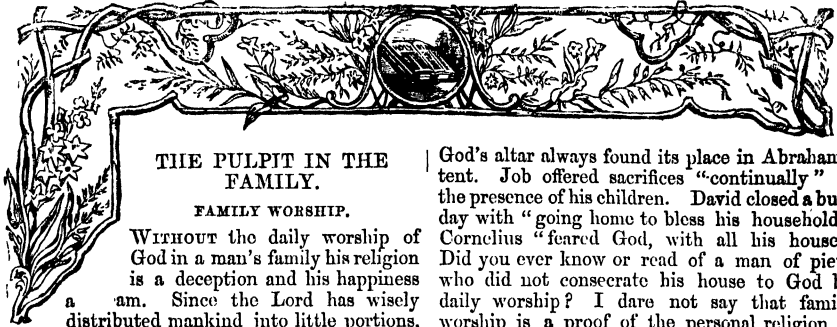 THE PULPIT IN THE
FAMILY.
FAMILY WORSHIP.
WITHOUT the daily worship of
God in a man's family his religion
is a deception and his happiness
a am. Since the Lord has wisely
distributed mankind into little portions,
God's altar always found its place in Abraham
tent. Job offered sacrifices "continually"
the presence of his children. David closed a bu
day with "going home to bless his household
Cornelius "feared God, with all his house
Did you ever know or read of a man of pie
who did not consecrate his house to God
daily worship? I dare not say that fami
worship is a proof of the personal religion